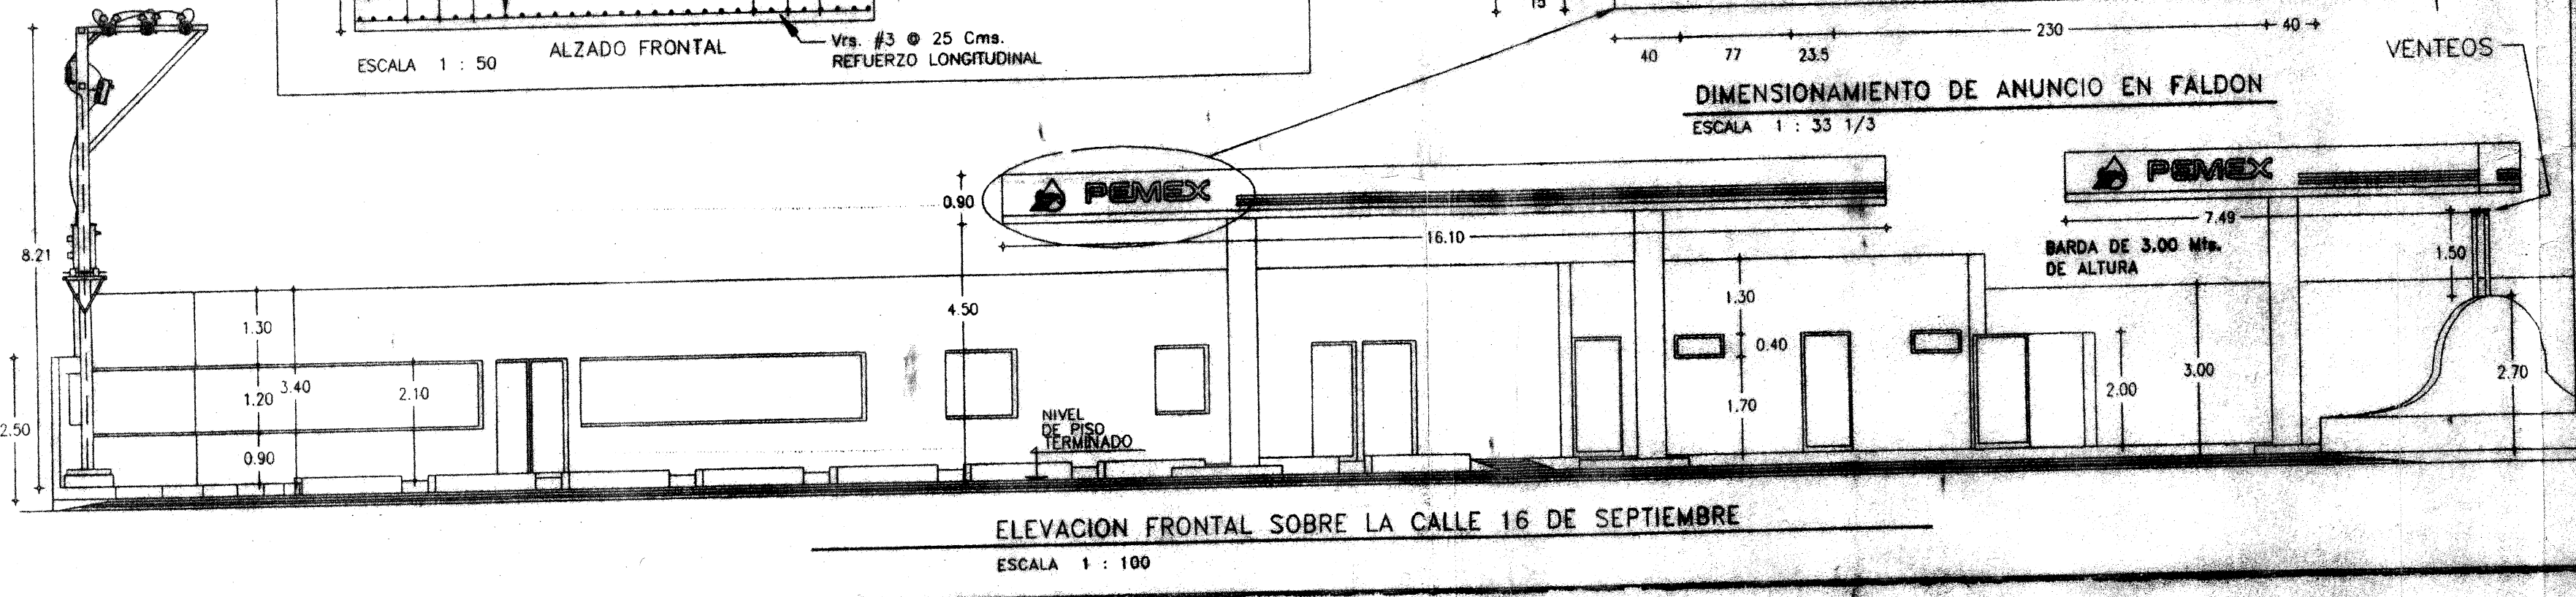 15
Vrs. #3 @ 25 Cms.
REFUERZO LONGITUDINAL
ALZADO FRONTAL
ESCALA 1 : 50
40
77
23.5
230
40
VENTEOS
DIMENSIONAMIENTO DE ANUNCIO EN FALDON
ESCALA 1 : 33 1/3
PEMEX
PEMEX
0.90
16.10
7.49
BARDA DE 3.00 Mts.
DE ALTURA
1.50
8.21
4.50
1.30
1.30
0.40
1.20
3.40
2.10
1.70
2.00
3.00
2.70
2.50
0.90
NIVEL
DE PISO
TERMINADO
ELEVACION FRONTAL SOBRE LA CALLE 16 DE SEPTIEMBRE
ESCALA 1 : 100